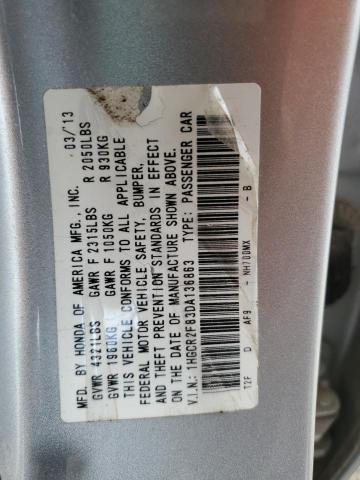 MFD. BY HONDA OF AMERICA MFG., INC. 03/13
GVWR 4321LBS GAWR F 2315LBS R 2050LBS
GVWR 1960KG GAWR F 1050KG R 930KG
THIS VEHICLE CONFORMS TO ALL APPLICABLE
FEDERAL MOTOR VEHICLE SAFETY, BUMPER,
AND THEFT PREVENTION STANDARDS IN EFFECT
ON THE DATE OF MANUFACTURE SHOWN ABOVE.
V.I.N.: 1HGCR2F83DA136863 TYPE: PASSENGER CAR
T2F D AF9 - NH700MX - B